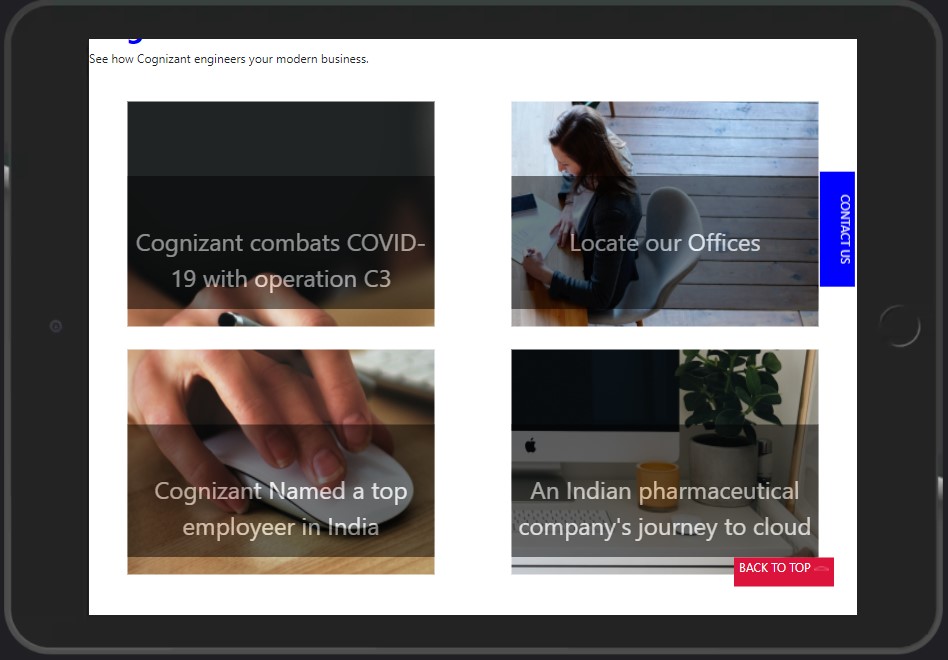 See how Cognizant engineers your modern business.
Cognizant combats COVID-
19 with operation C3
Locate our Offices
CONTACT US
Cognizant Named a top
employeer in India
An Indian pharmaceutical
company's journey to cloud
BACK TO TOP